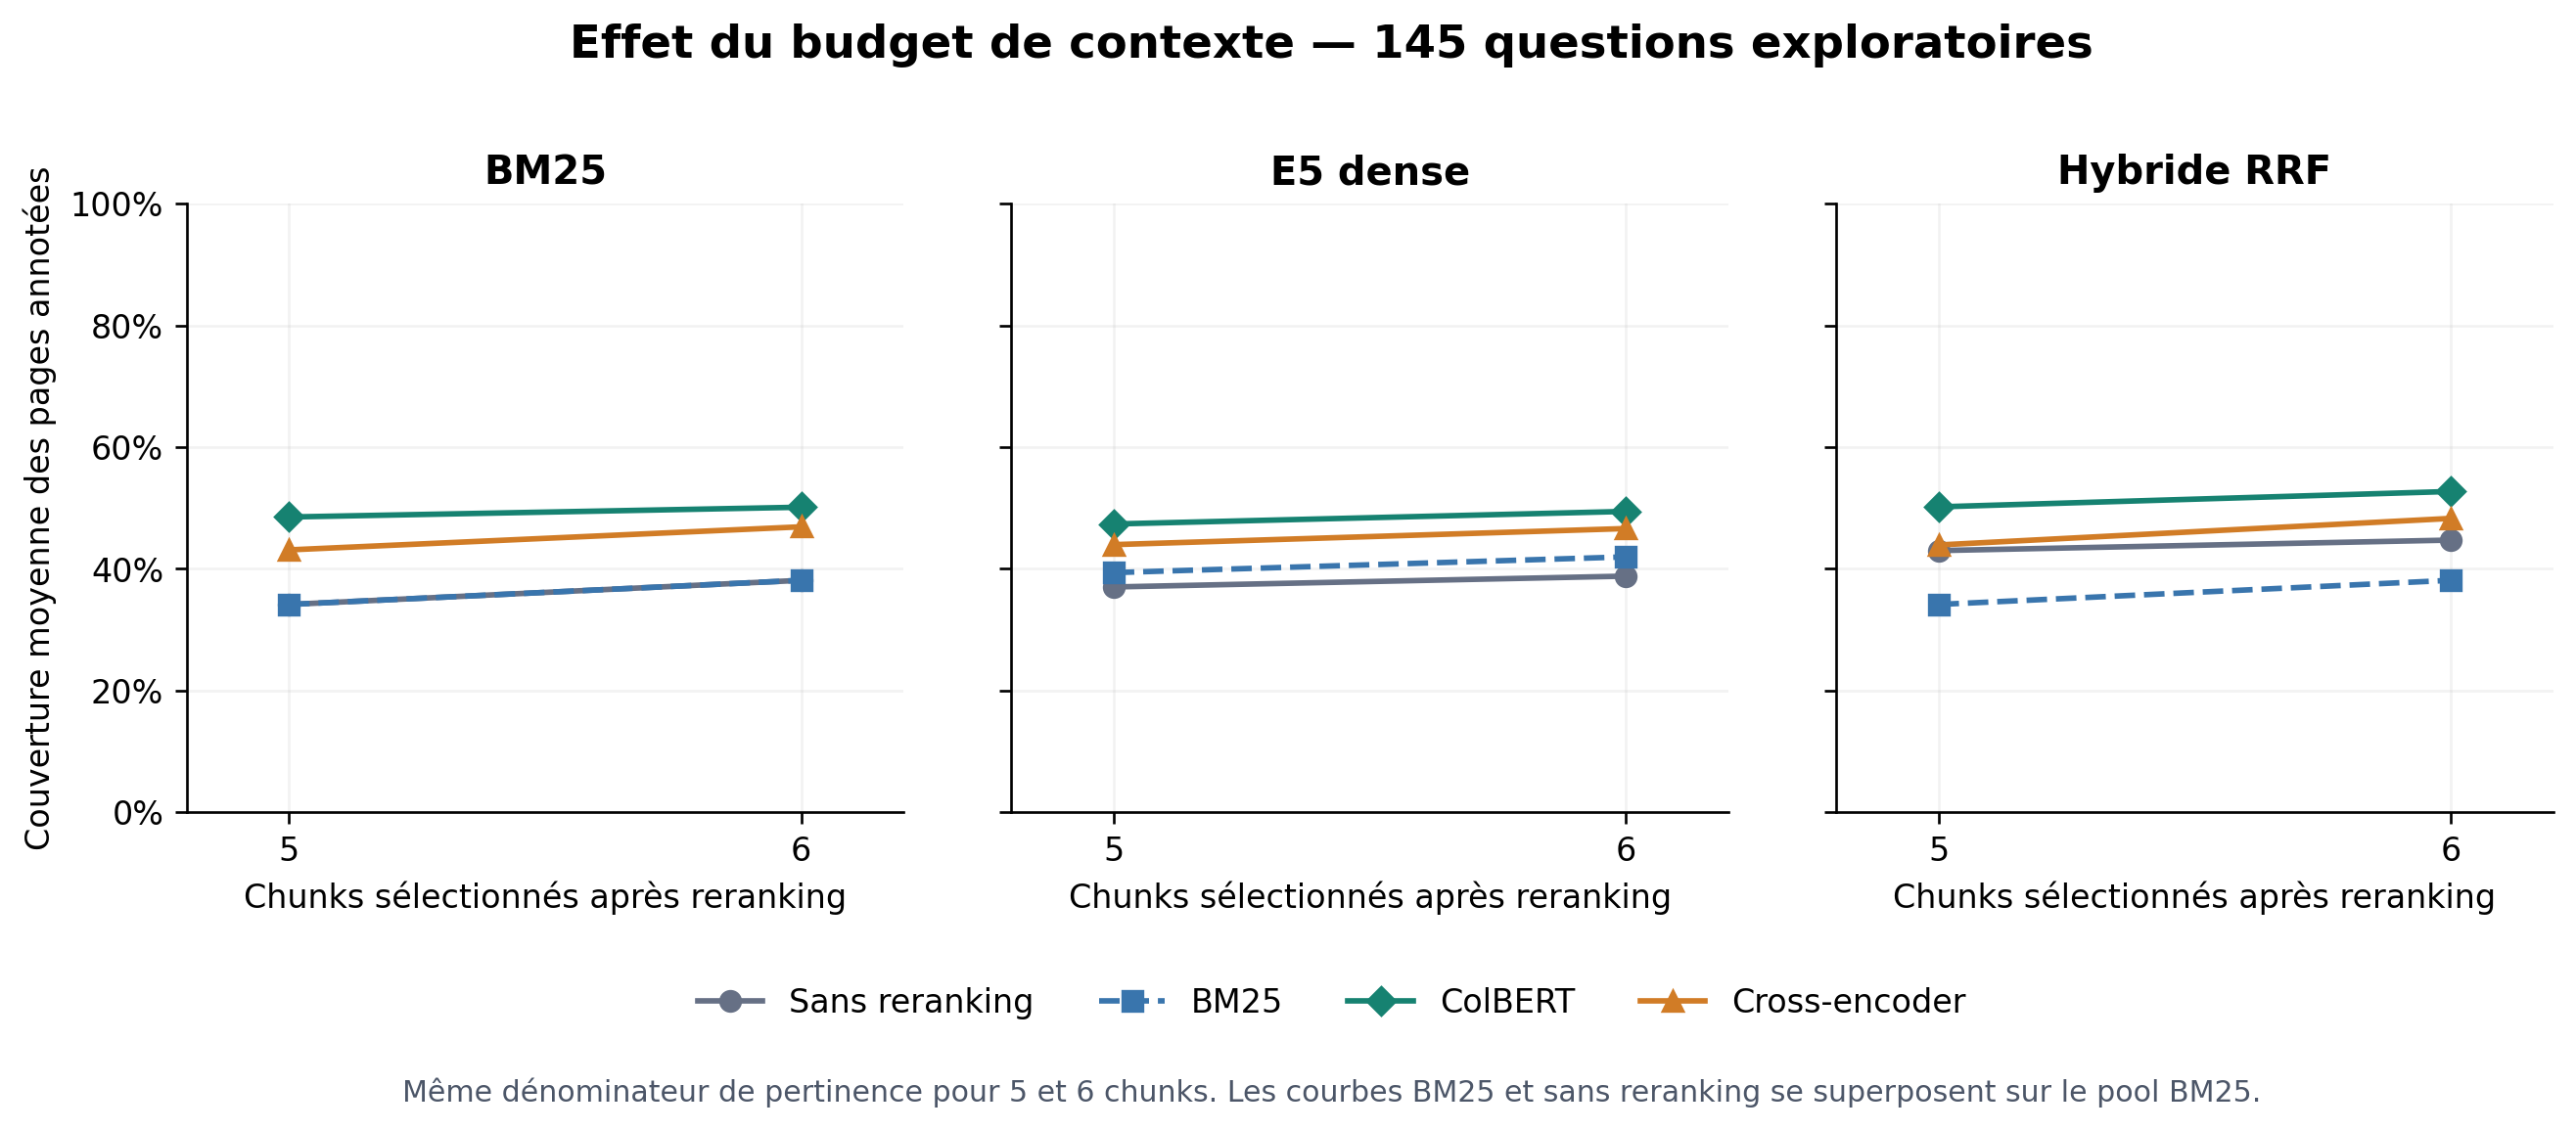 Effet du budget de contexte — 145 questions exploratoires
BM25
E5 dense
Hybride RRF
Couverture moyenne des pages annotées
100%
80%
60%
40%
20%
0%
5 6
5 6
5 6
Chunks sélectionnés après reranking
Chunks sélectionnés après reranking
Chunks sélectionnés après reranking
Sans reranking BM25 ColBERT Cross-encoder
Même dénominateur de pertinence pour 5 et 6 chunks. Les courbes BM25 et sans reranking se superposent sur le pool BM25.